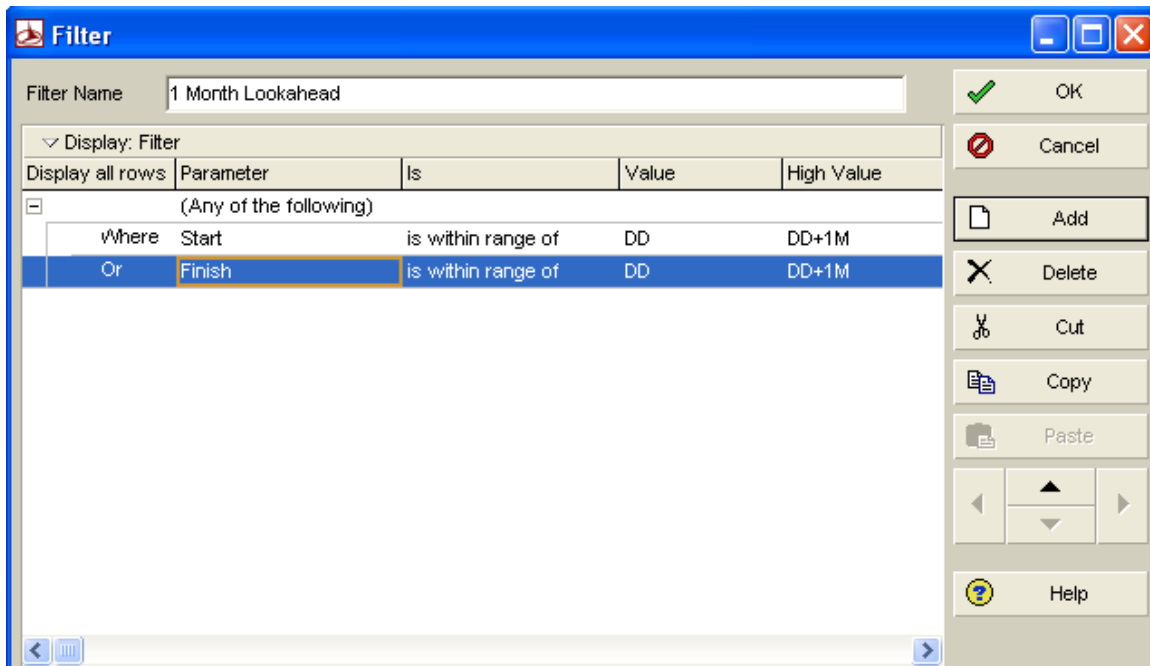 Filter
Filter Name 1 Month Lookahead
Display: Filter
Display all rows Parameter Is Value High Value
(Any of the following)
Where Start is within range of DD DD+1M
Or Finish is within range of DD DD+1M
OK
Cancel
Add
Delete
Cut
Copy
Paste
Help